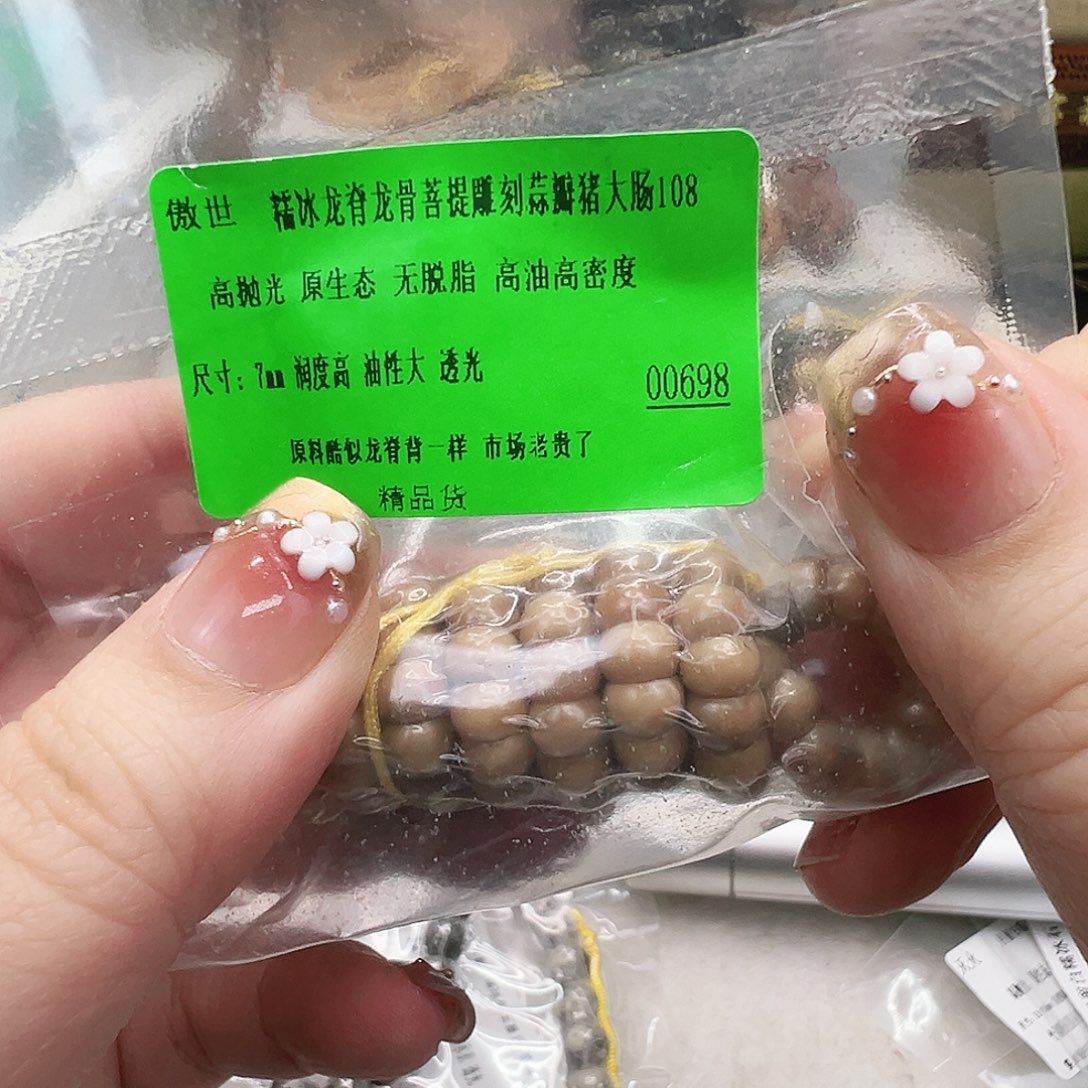 傲世 糯冰龙脊龙骨菩提雕刻蒜瓣猪大肠108
高抛光 原生态 无脱脂 高油高密度
尺寸：7mm 润度高 油性大 透光
00698
原料酷似龙脊背一样 市场老贵了
精品货